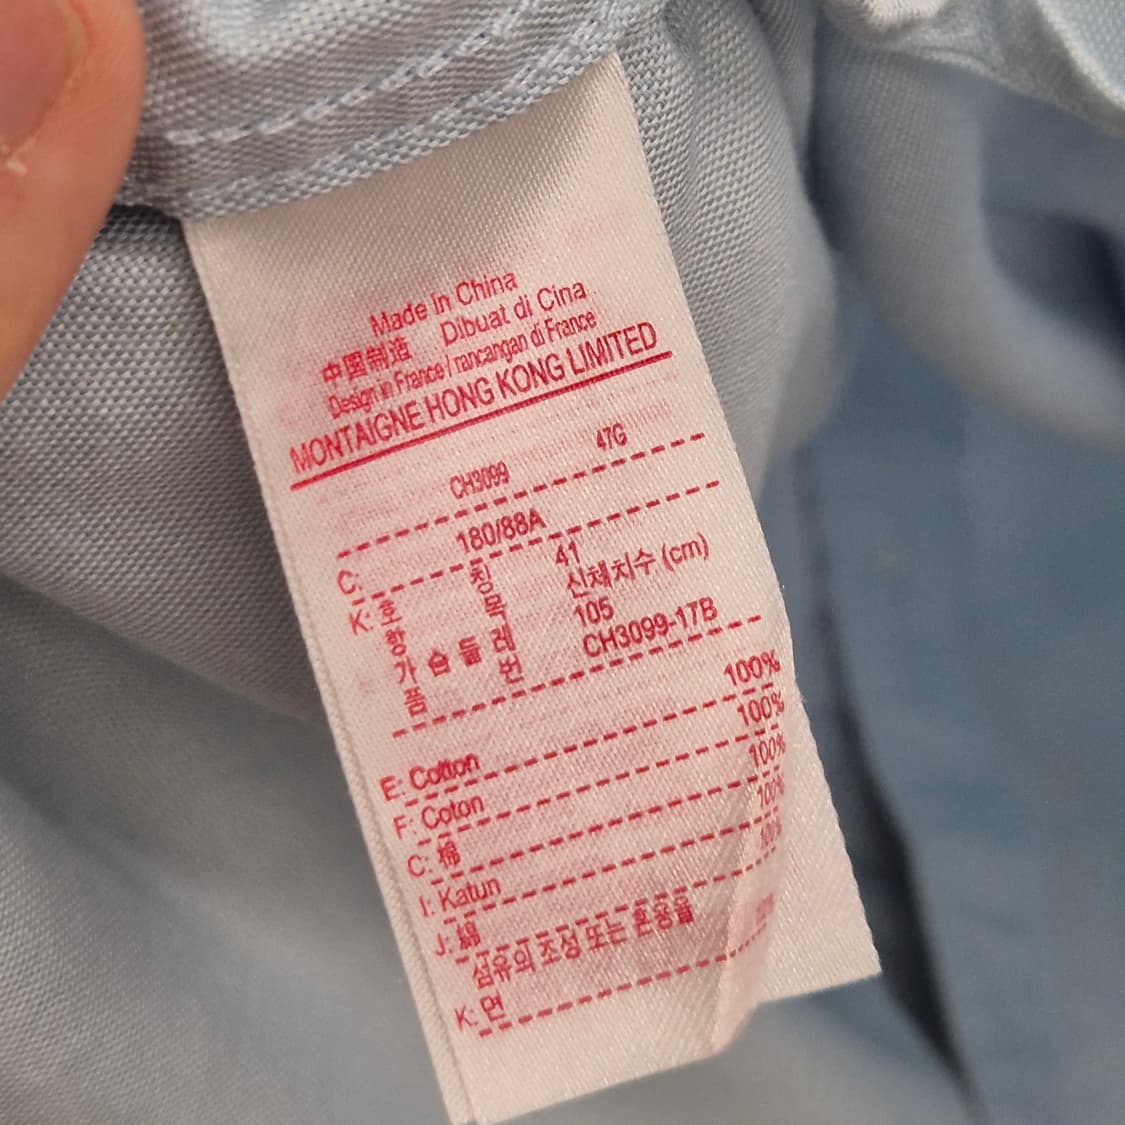 Made In China
中国制造 Dibuat di Cina
Design in France / rancangan di France
MONTAIGNE HONG KONG LIMITED
CH3099 47G
C: 180/88A 41
K: 호칭 신체치수 (cm)
항목 105
가슴둘레 CH3099-17B
품번
E: Cotton 100%
F: Coton 100%
C: 棉 100%
I: Katun 100%
J: 綿 100%
섬유의 조성 또는 혼용율
K: 면